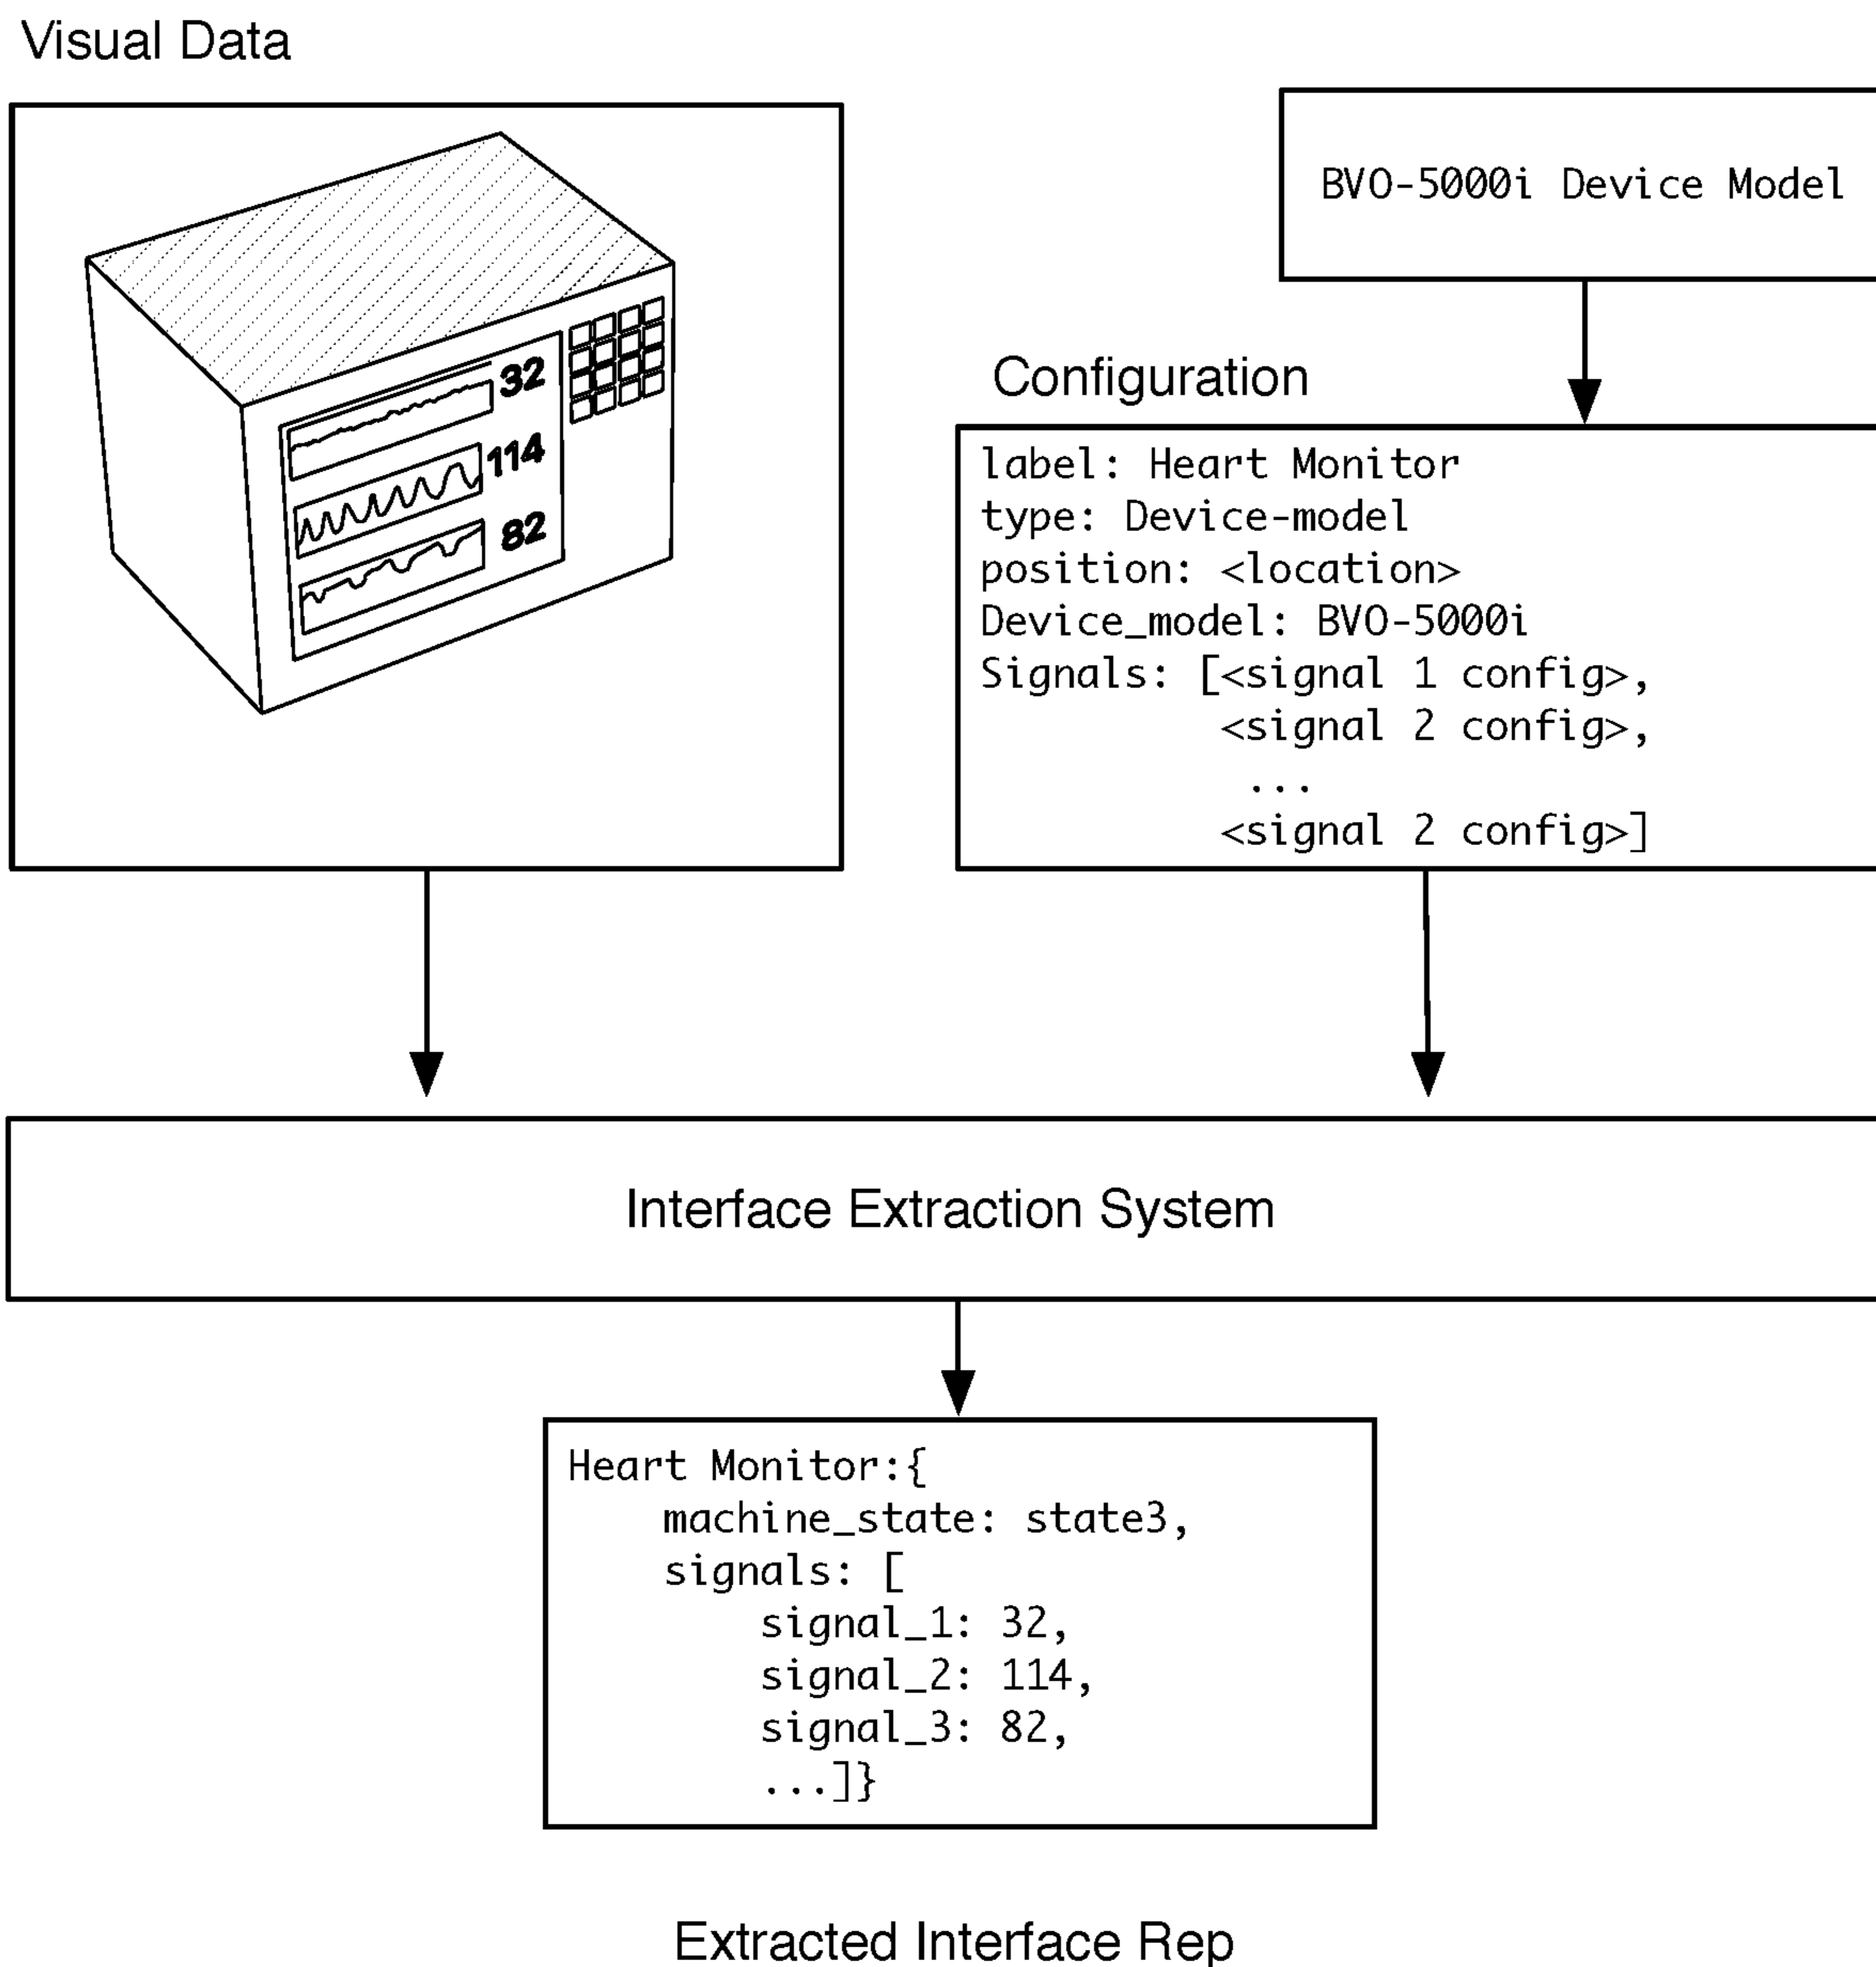 Visual Data
32
114
82
BVO-5000i Device Model
Configuration
label: Heart Monitor
type: Device-model
position: <location>
Device_model: BVO-5000i
Signals: [<signal 1 config>,
<signal 2 config>,
...
<signal 2 config>]
Interface Extraction System
Heart Monitor:{
machine_state: state3,
signals: [
signal_1: 32,
signal_2: 114,
signal_3: 82,
...]}
Extracted Interface Rep